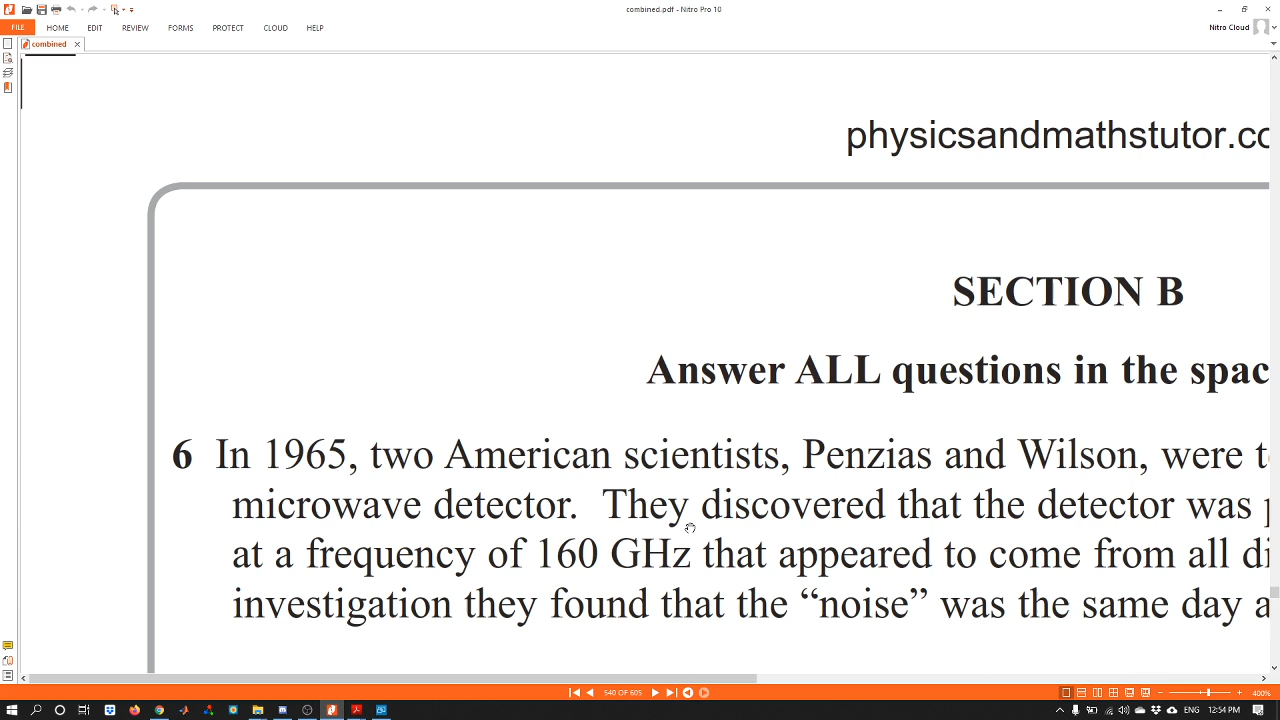 combined.pdf - Nitro Pro 10
FILE HOME EDIT REVIEW FORMS PROTECT CLOUD HELP
Nitro Cloud
combined
physicsandmathstutor.co
SECTION B
Answer ALL questions in the spac
6 In 1965, two American scientists, Penzias and Wilson, were t
microwave detector. They discovered that the detector was p
at a frequency of 160 GHz that appeared to come from all di
investigation they found that the “noise” was the same day a
540 OF 605
400%
ENG 12:54 PM